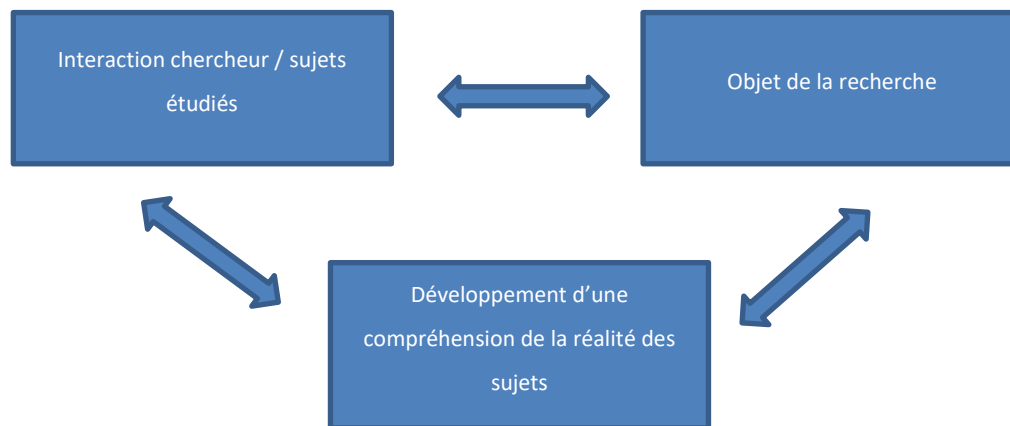 Interaction chercheur / sujets
étudiés
Objet de la recherche
Développement d’une
compréhension de la réalité des
sujets